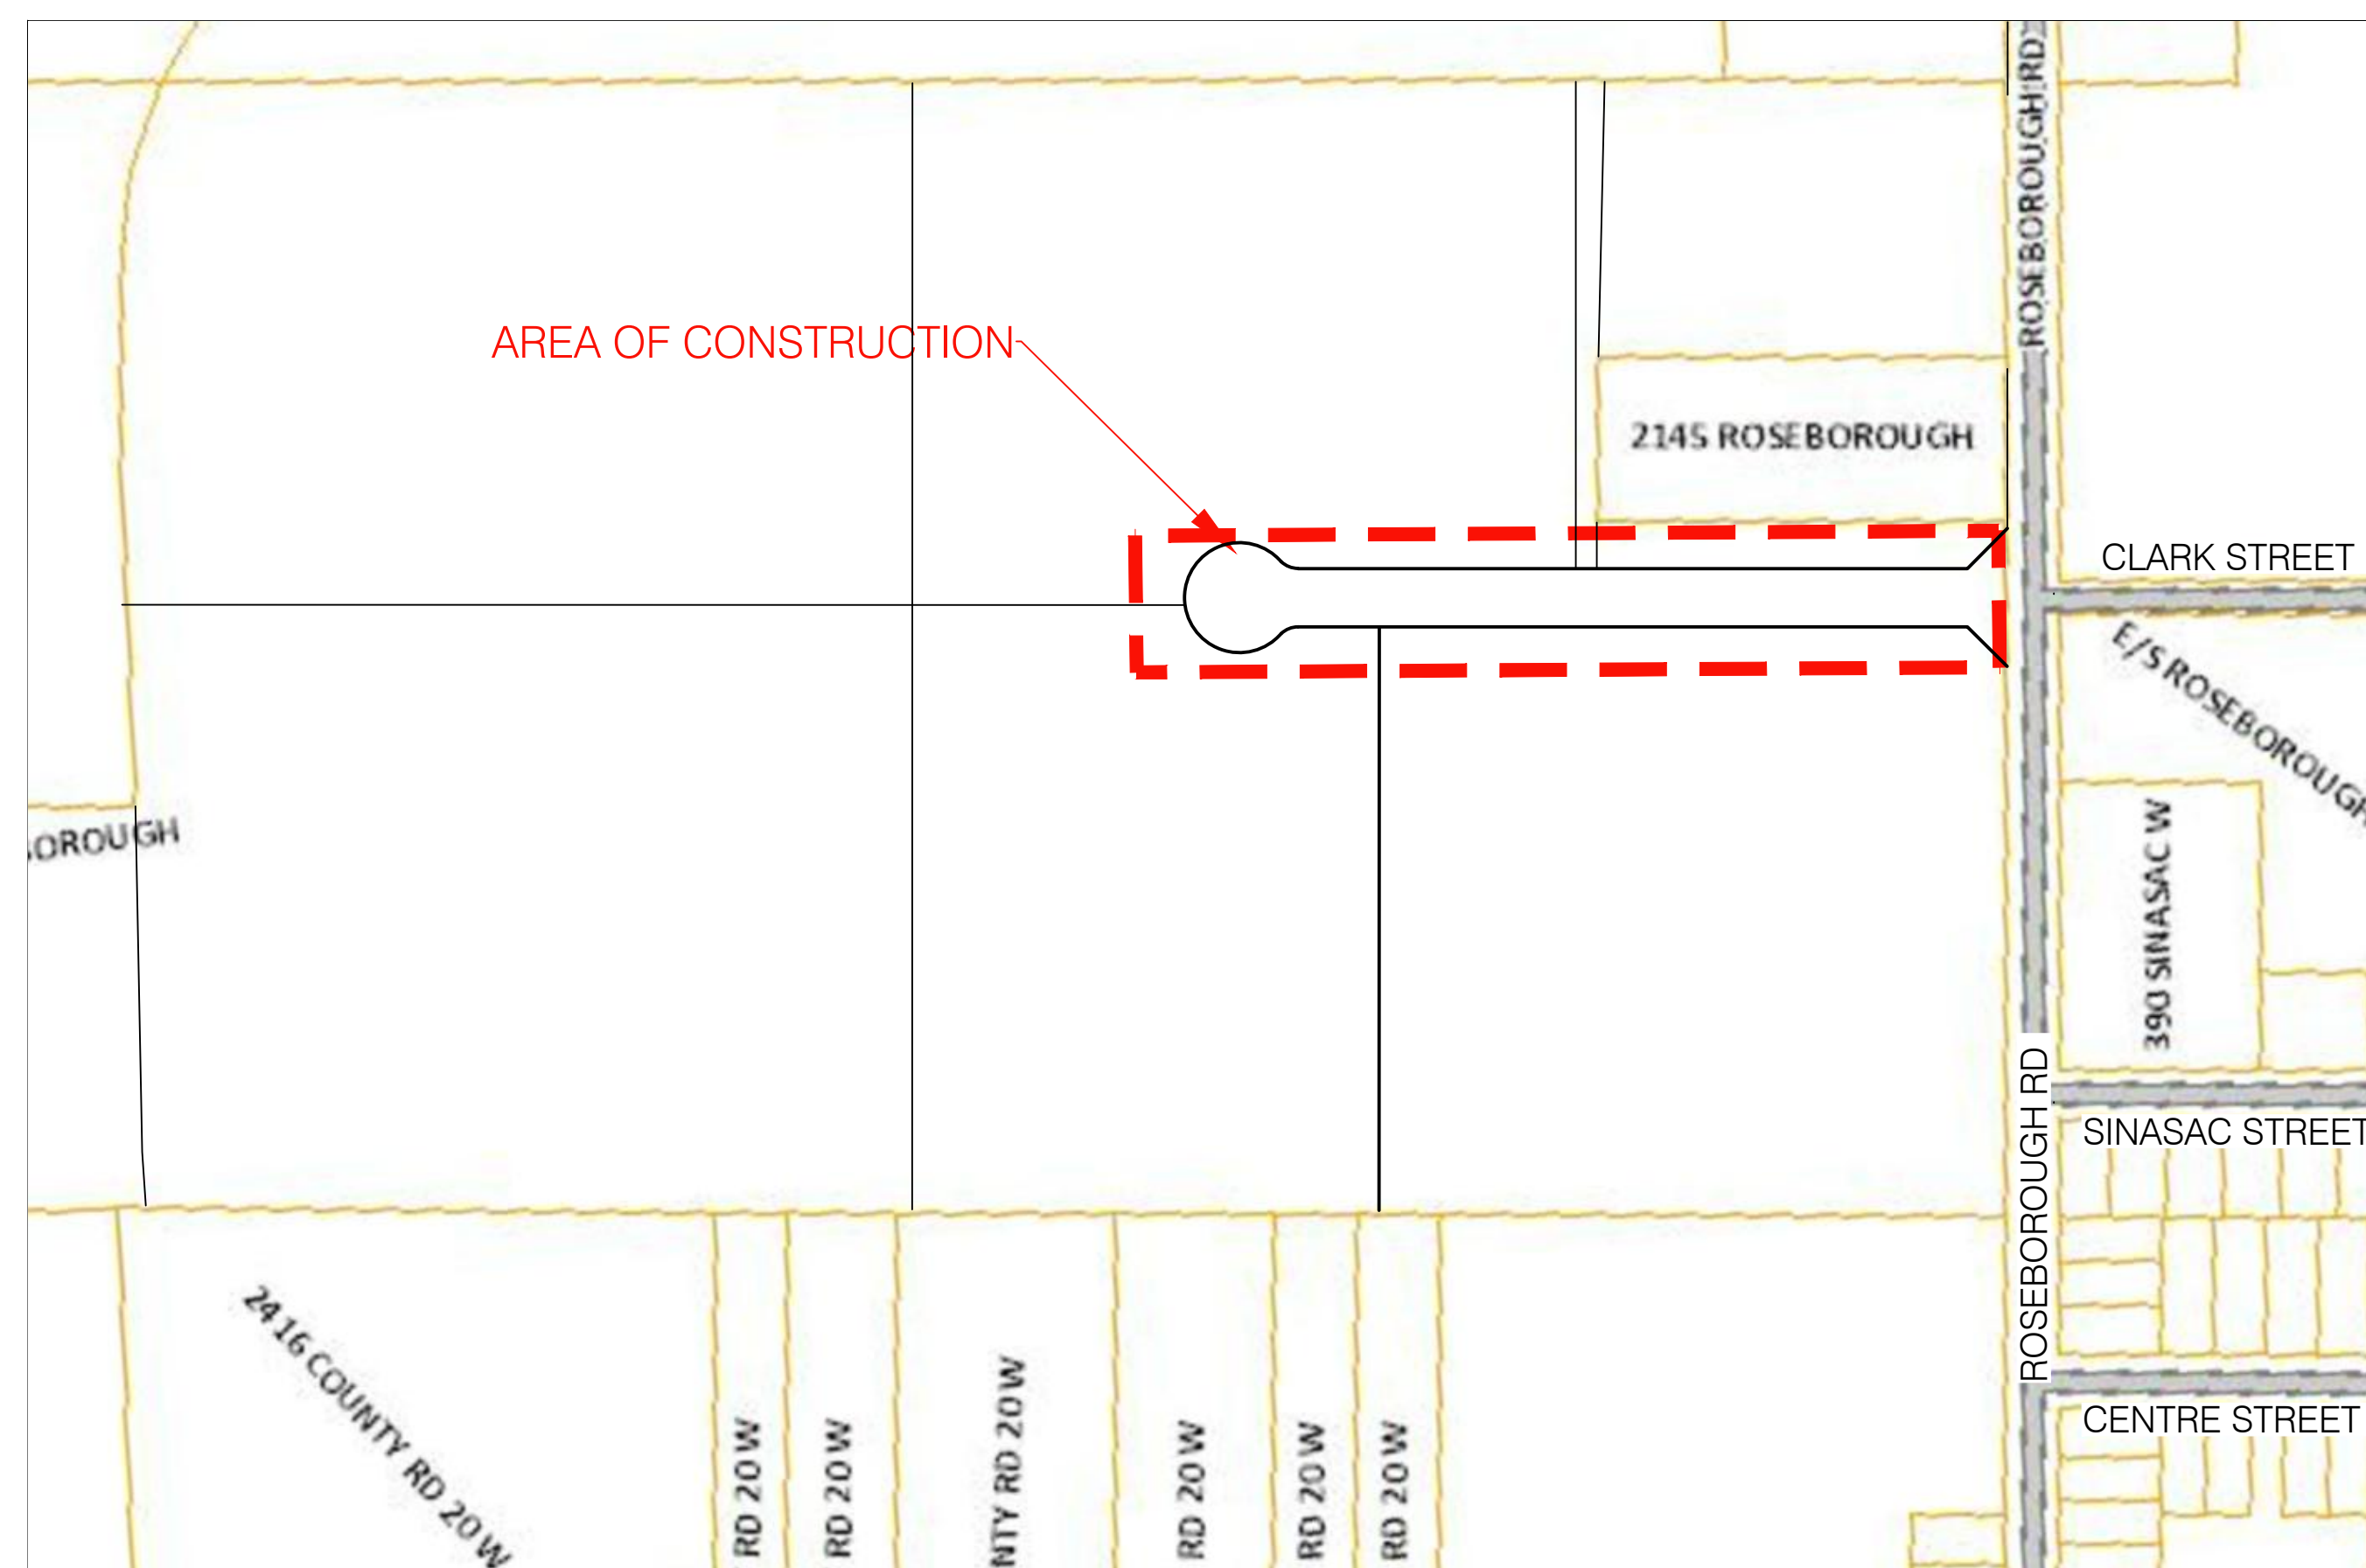 ROSEBOROUGH RD
AREA OF CONSTRUCTION
2145 ROSEBOROUGH
CLARK STREET
E/S ROSEBOROUGH
OROUGH
390 SINASAC W
ROSEBOROUGH RD
SINASAC STREET
2416 COUNTY RD 20 W
RD 20 W
RD 20 W
NTY RD 20 W
RD 20 W
RD 20 W
RD 20 W
CENTRE STREET